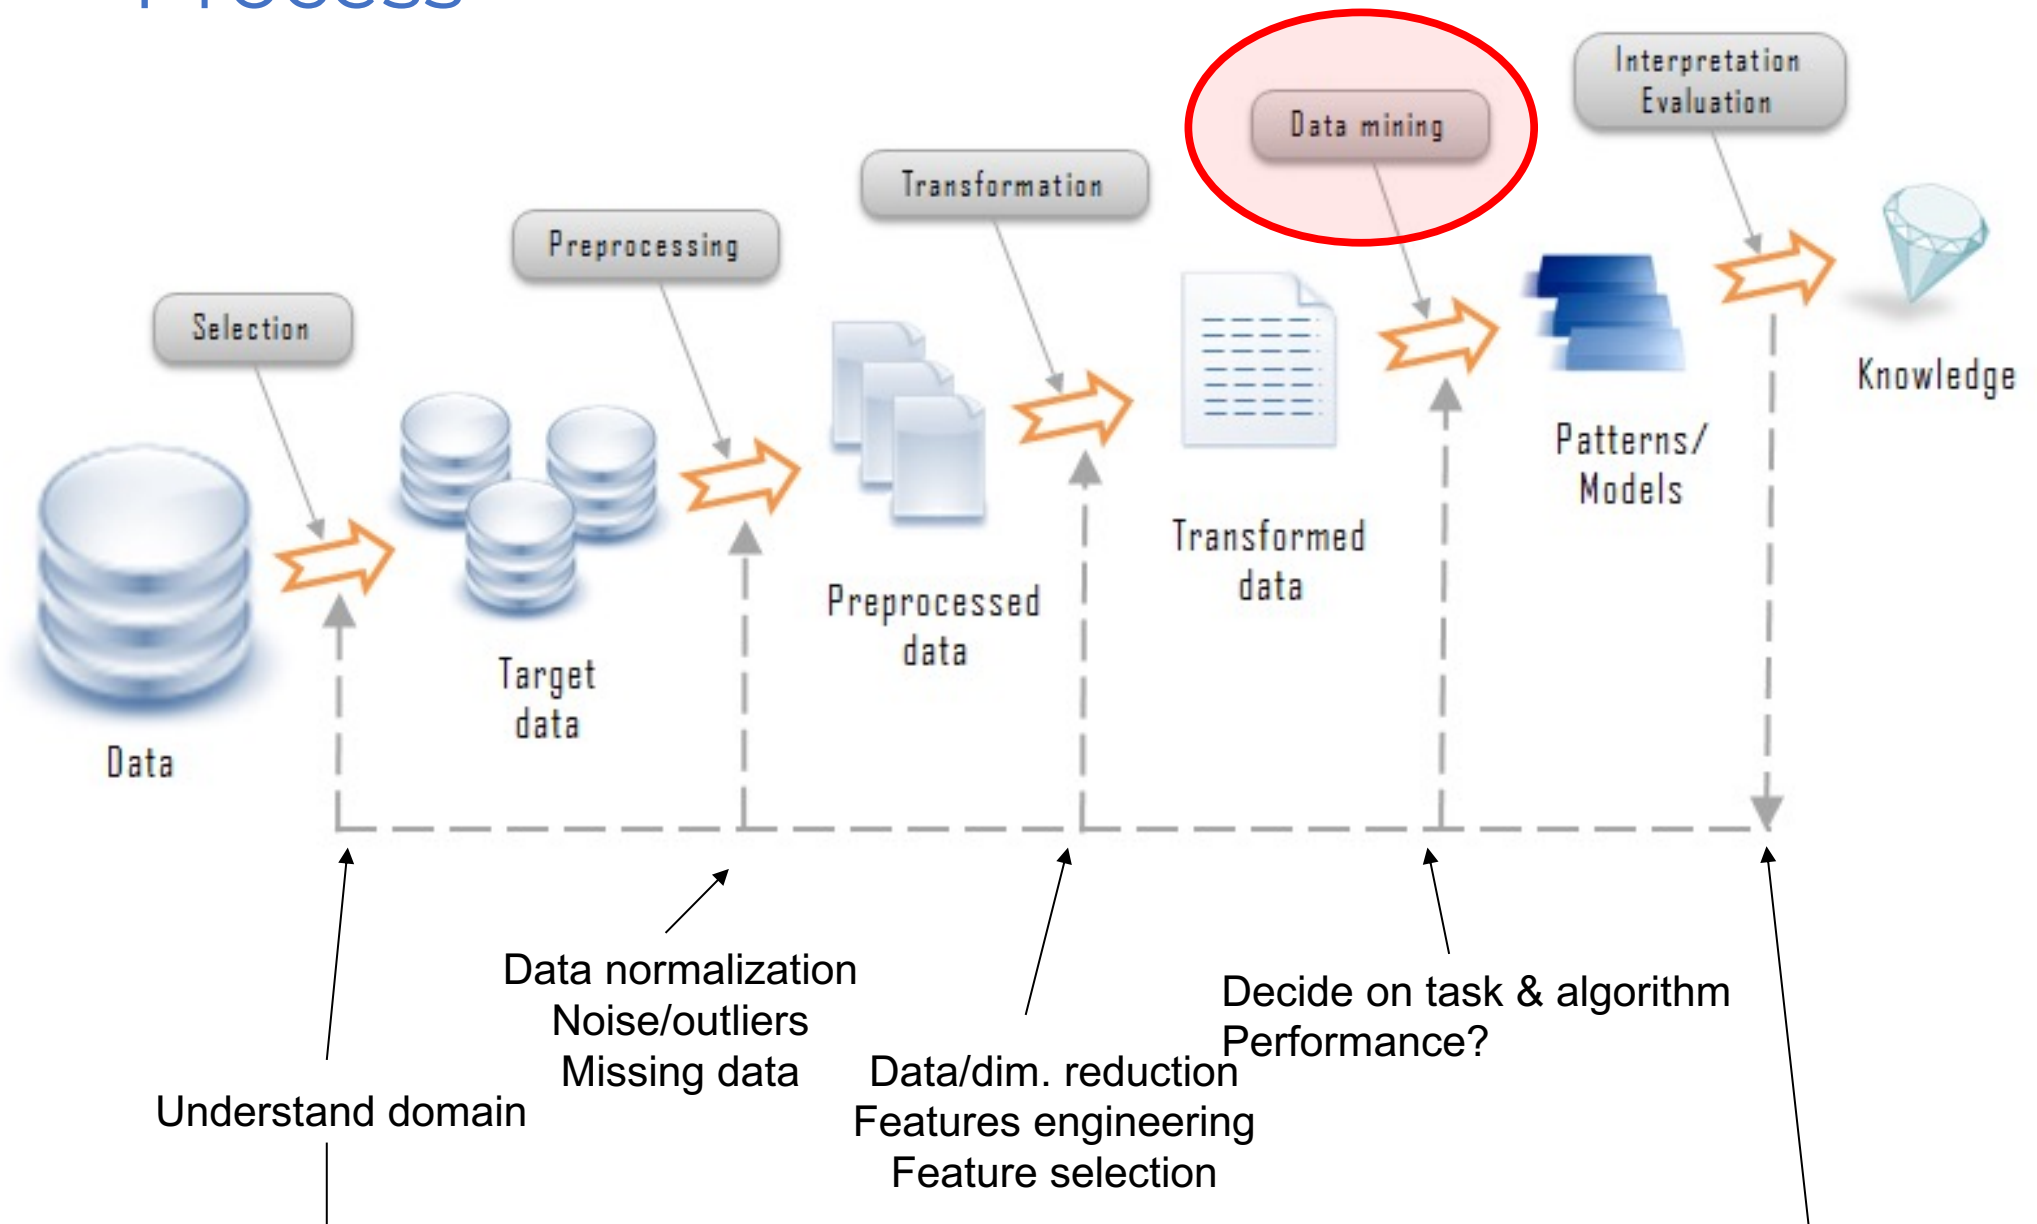 Process
Interpretation
Evaluation
Data mining
Transformation
Preprocessing
Selection
Knowledge
Patterns/
Models
Transformed
data
Preprocessed
data
Target
data
Data
Data normalization
Noise/outliers
Missing data
Decide on task & algorithm
Performance?
Data/dim. reduction
Features engineering
Feature selection
Understand domain